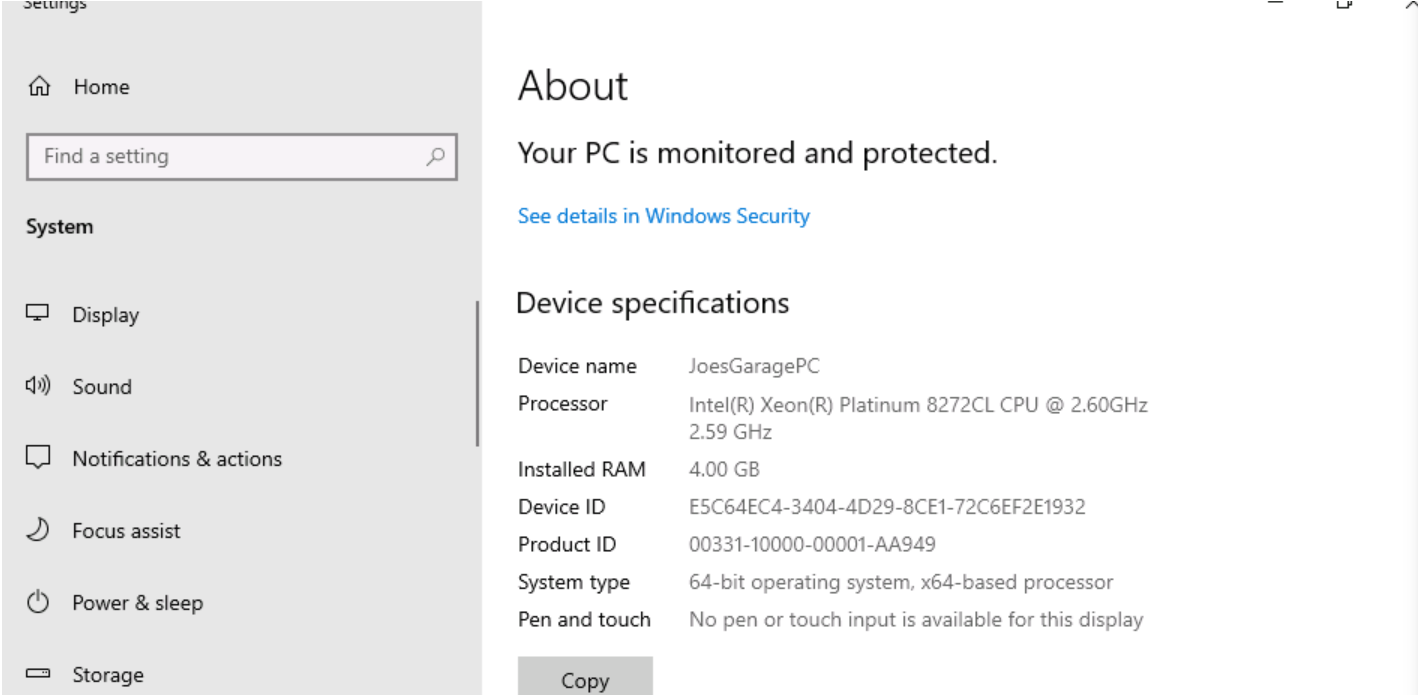 Settings
Home
Find a setting
System
Display
Sound
Notifications & actions
Focus assist
Power & sleep
Storage
About
Your PC is monitored and protected.
See details in Windows Security
Device specifications
Device name JoesGaragePC
Processor Intel(R) Xeon(R) Platinum 8272CL CPU @ 2.60GHz
2.59 GHz
Installed RAM 4.00 GB
Device ID E5C64EC4-3404-4D29-8CE1-72C6EF2E1932
Product ID 00331-10000-00001-AA949
System type 64-bit operating system, x64-based processor
Pen and touch No pen or touch input is available for this display
Copy